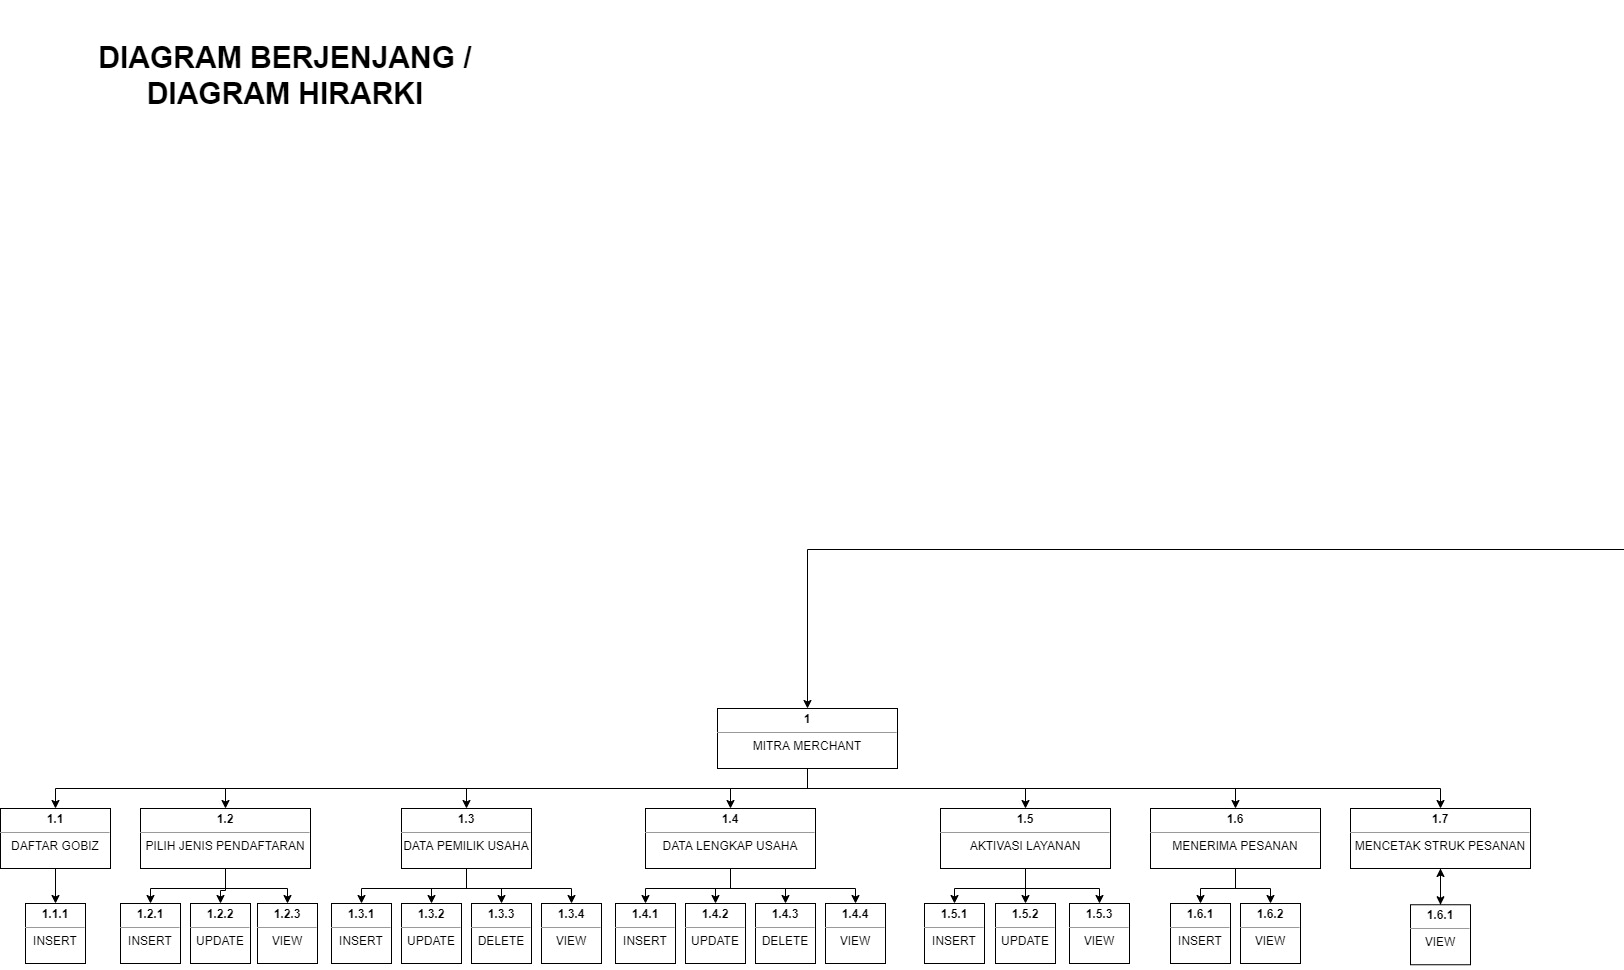 DIAGRAM BERJENJANG /
DIAGRAM HIRARKI
1
MITRA MERCHANT
1.1
DAFTAR GOBIZ
1.2
PILIH JENIS PENDAFTARAN
1.3
DATA PEMILIK USAHA
1.4
DATA LENGKAP USAHA
1.5
AKTIVASI LAYANAN
1.6
MENERIMA PESANAN
1.7
MENCETAK STRUK PESANAN
1.1.1
INSERT
1.2.1
INSERT
1.2.2
UPDATE
1.2.3
VIEW
1.3.1
INSERT
1.3.2
UPDATE
1.3.3
DELETE
1.3.4
VIEW
1.4.1
INSERT
1.4.2
UPDATE
1.4.3
DELETE
1.4.4
VIEW
1.5.1
INSERT
1.5.2
UPDATE
1.5.3
VIEW
1.6.1
INSERT
1.6.2
VIEW
1.6.1
VIEW